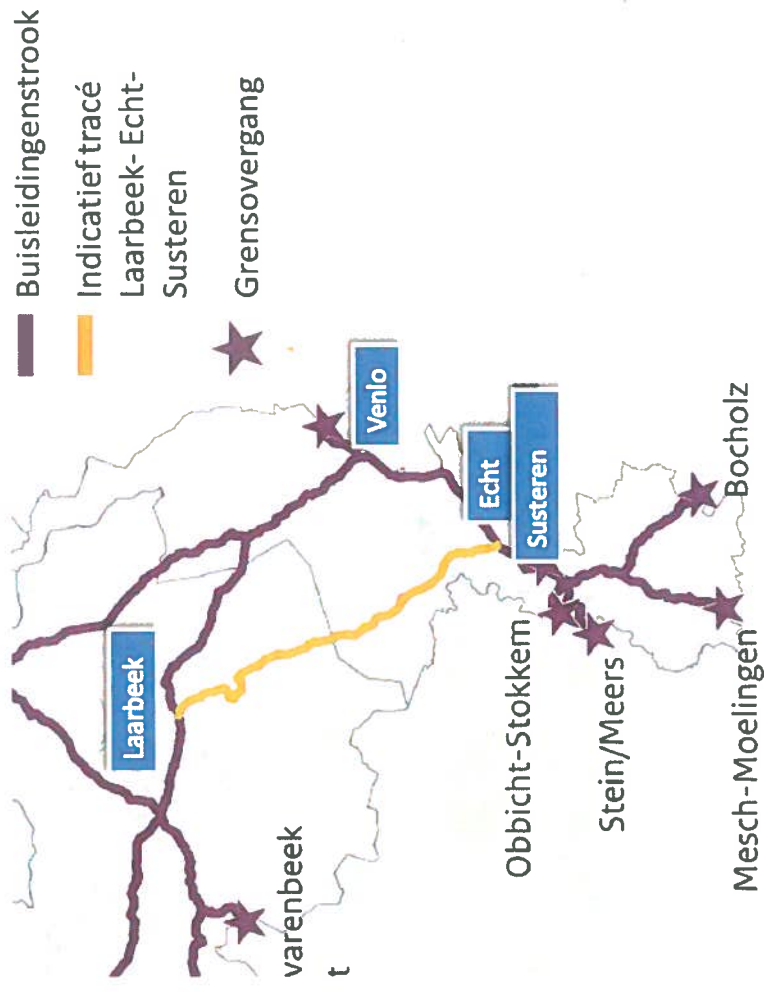 Buisleidingenstrook
Indicatief tracé
Laarbeek- Echt-
Susteren
Grensovergang
Laarbeek
Venlo
Echt
Susteren
varenbeek
t
Obbicht-Stokkem
Stein/Meers
Bocholz
Mesch-Moelingen